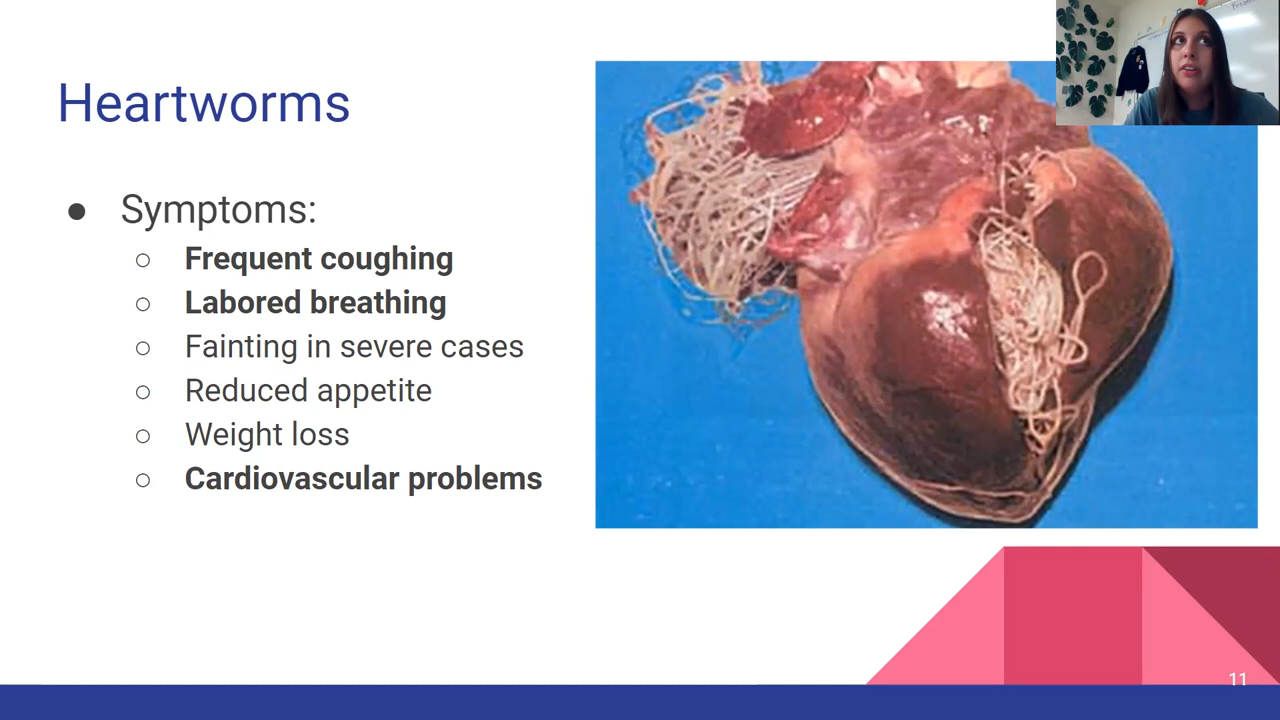 Heartworms
● Symptoms:
○ Frequent coughing
○ Labored breathing
○ Fainting in severe cases
○ Reduced appetite
○ Weight loss
○ Cardiovascular problems
11